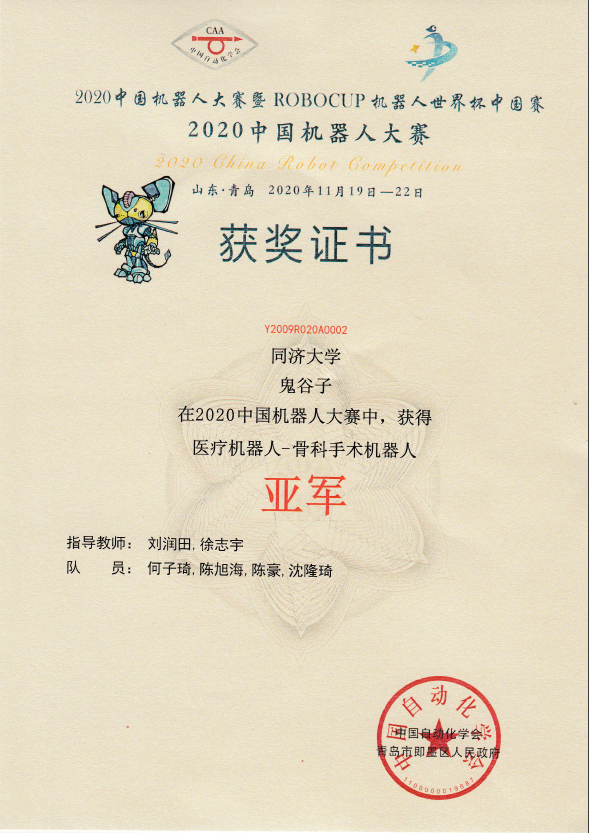 CAA
中国自动化学会
2020中国机器人大赛暨ROBOCUP机器人世界杯中国赛
2020中国机器人大赛
2020 China Robot Competition
山东·青岛 2020年11月19日—22日
获奖证书
Y2009R020A0002
同济大学
鬼谷子
在2020中国机器人大赛中，获得
医疗机器人-骨科手术机器人
亚军
指导教师： 刘润田,徐志宇
队 员： 何子琦,陈旭海,陈豪,沈隆琦
中国自动化学会
中国自动化学会
青岛市即墨区人民政府